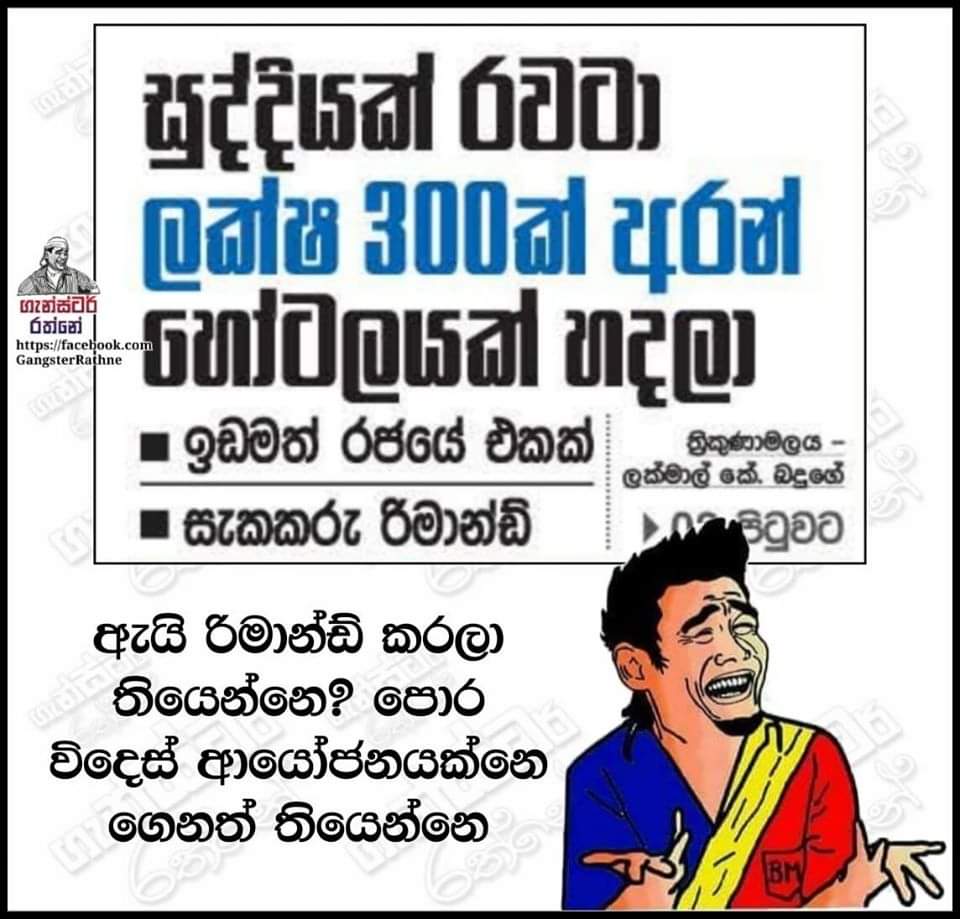 සුද්දියක් රවටා
ලක්ෂ 300ක් අරන්
හෝටලයක් හදලා
■ ඉඩමත් රජයේ එකක්
■ සැකකරු රිමාන්ඩ්
ත්‍රිකුණාමලය –
ලක්මාල් කේ. බදුගේ
පිටුවට
ගැන්ස්ටර්
රත්නේ
https://facebook.com
GangsterRathne
ඇයි රිමාන්ඩ් කරලා
තියෙන්නෙ? පොර
විදෙස් ආයෝජනයක්නෙ
ගෙනත් තියෙන්නෙ
BM